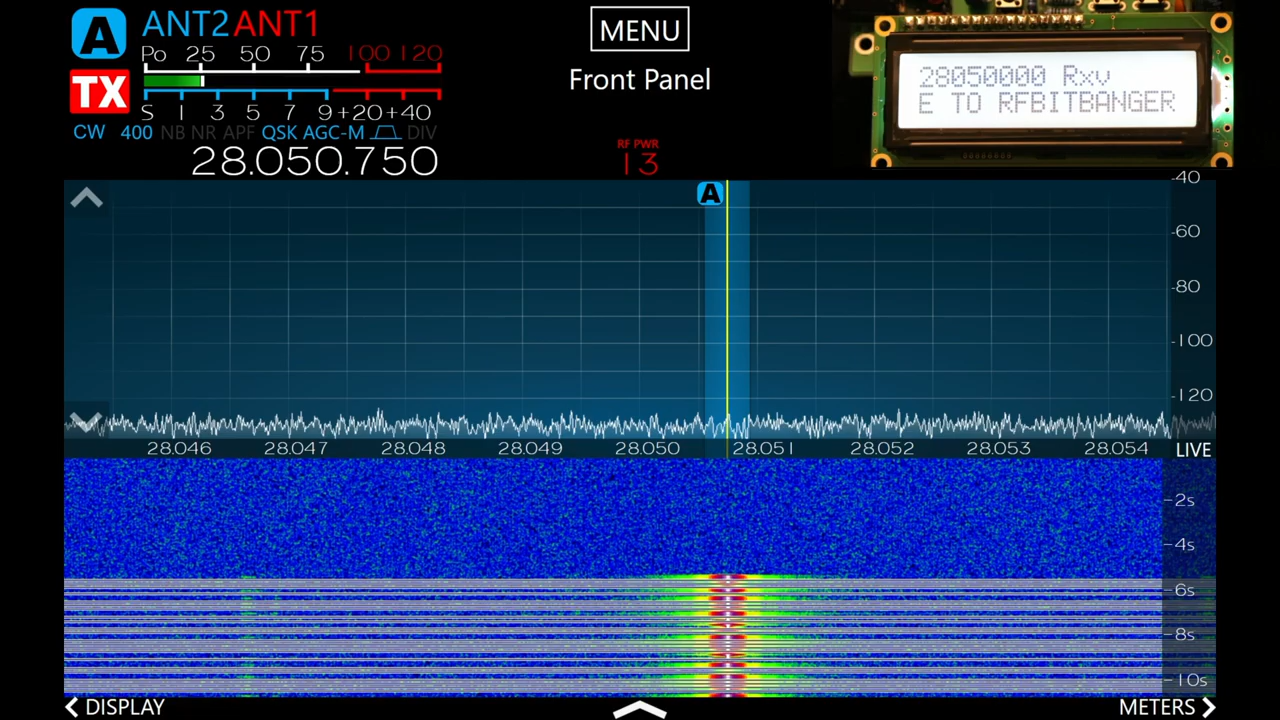 A ANT2 ANT1
Po 25 50 75 100 120
TX
S 1 3 5 7 9 +20 +40
CW 400 NB NR APF QSK AGC-M DIV
28.050.750
MENU
Front Panel
RF PWR
13
28050000 Rxv
E TO RFBITBANGER
A
-40
-60
-80
-100
-120
28.046 28.047 28.048 28.049 28.050 28.051 28.052 28.053 28.054 LIVE
-2s
-4s
-6s
-8s
-10s
DISPLAY
METERS